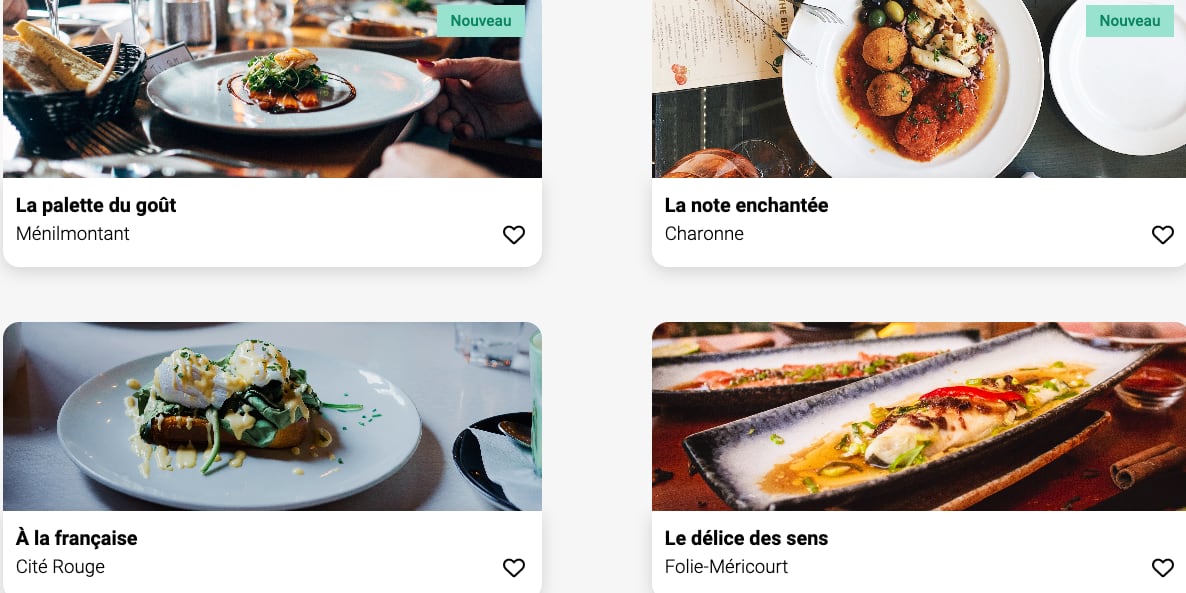 Nouveau
Nouveau
La palette du goût
Ménilmontant
La note enchantée
Charonne
À la française
Cité Rouge
Le délice des sens
Folie-Méricourt